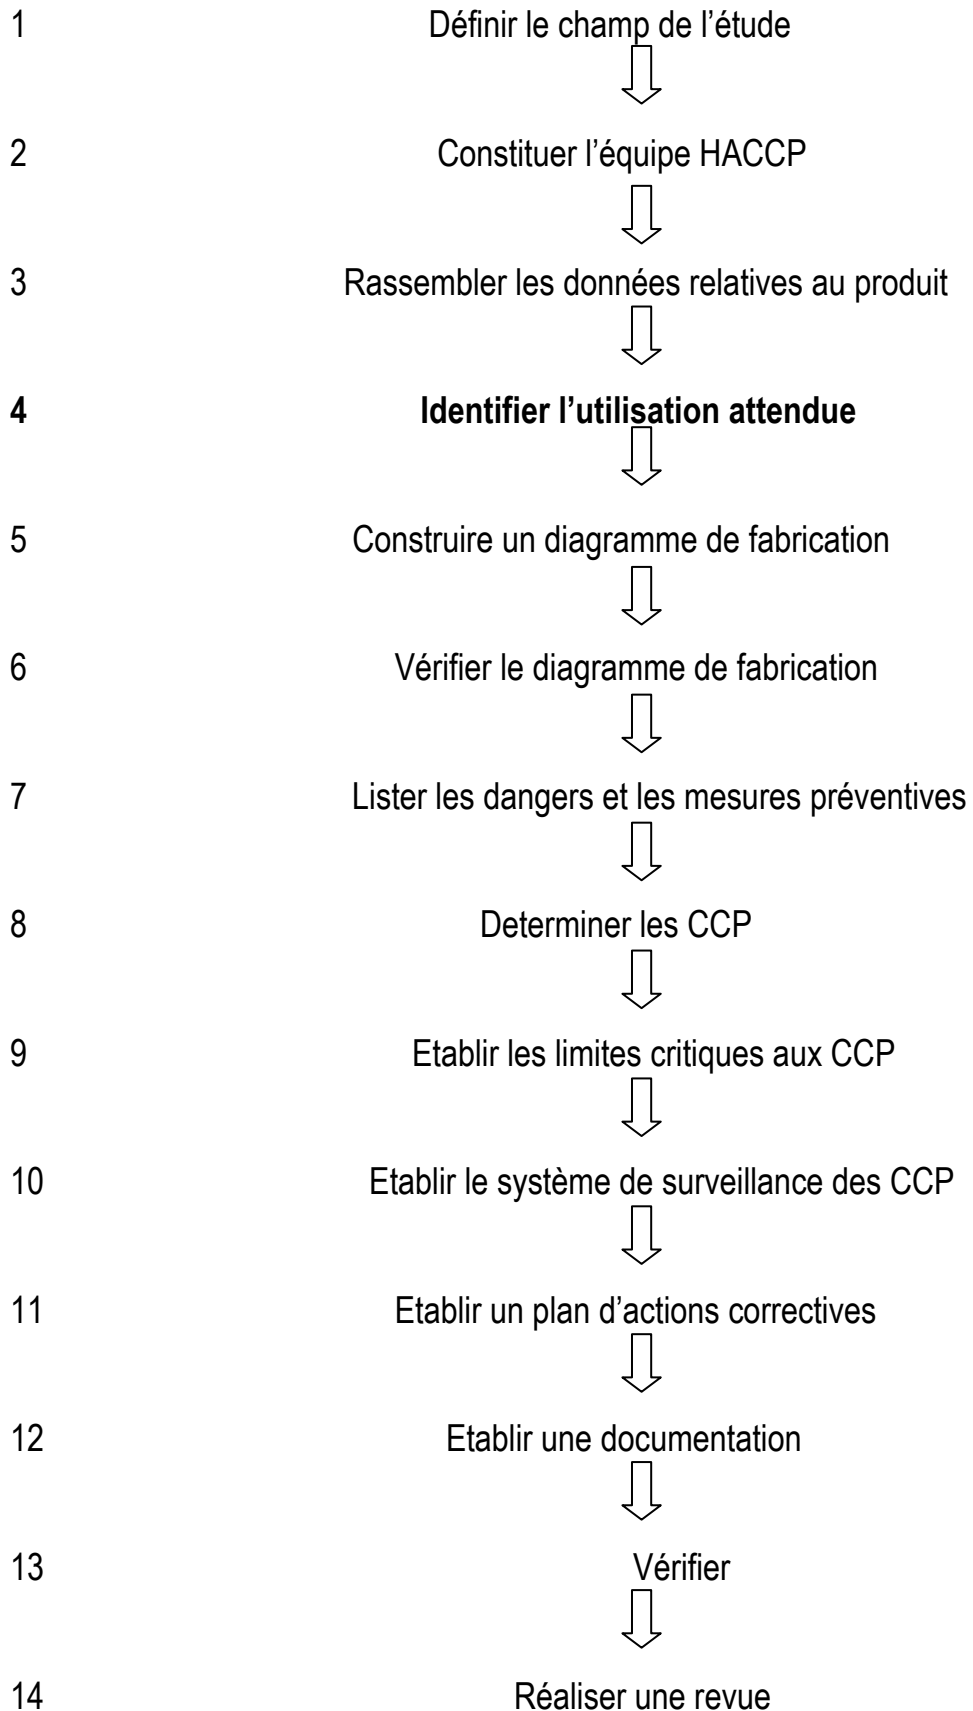 1 Définir le champ de l’étude
2 Constituer l’équipe HACCP
3 Rassembler les données relatives au produit
4 Identifier l’utilisation attendue
5 Construire un diagramme de fabrication
6 Vérifier le diagramme de fabrication
7 Lister les dangers et les mesures préventives
8 Determiner les CCP
9 Etablir les limites critiques aux CCP
10 Etablir le système de surveillance des CCP
11 Etablir un plan d’actions correctives
12 Etablir une documentation
13 Vérifier
14 Réaliser une revue